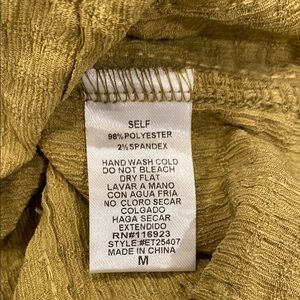 SELF
98% POLYESTER
2% SPANDEX
HAND WASH COLD
DO NOT BLEACH
DRY FLAT
LAVAR A MANO
CON AGUA FRIA
NO CLORO SECAR
COLGADO
HAGA SECAR
EXTENDIDO
RN#116923
STYLE:#ET25407
MADE IN CHINA
M